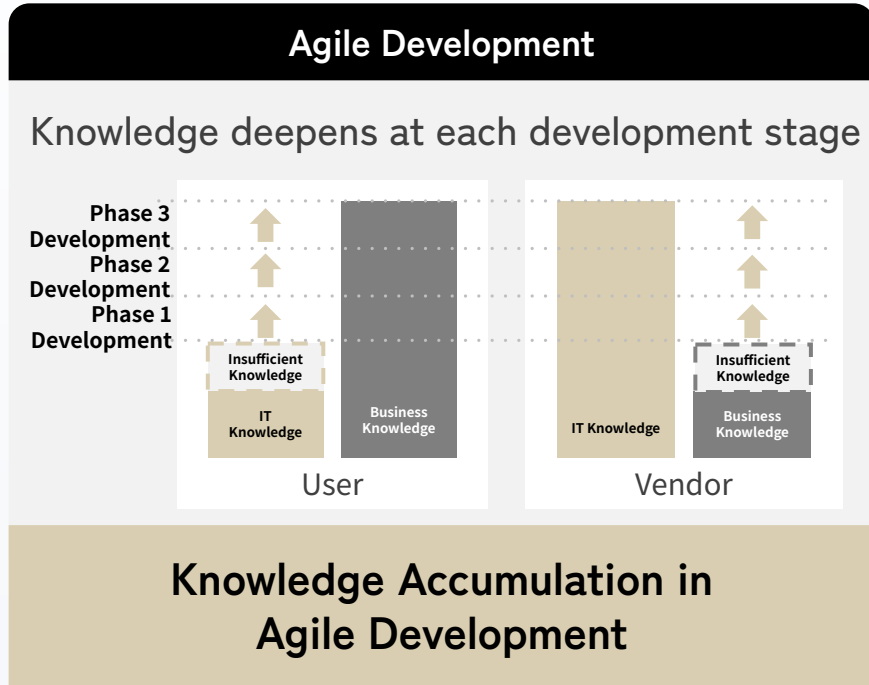 Agile Development
Knowledge deepens at each development stage
Phase 3
Development
Phase 2
Development
Phase 1
Development
Insufficient
Knowledge
IT
Knowledge
Business
Knowledge
User
IT Knowledge
Insufficient
Knowledge
Business
Knowledge
Vendor
Knowledge Accumulation in
Agile Development